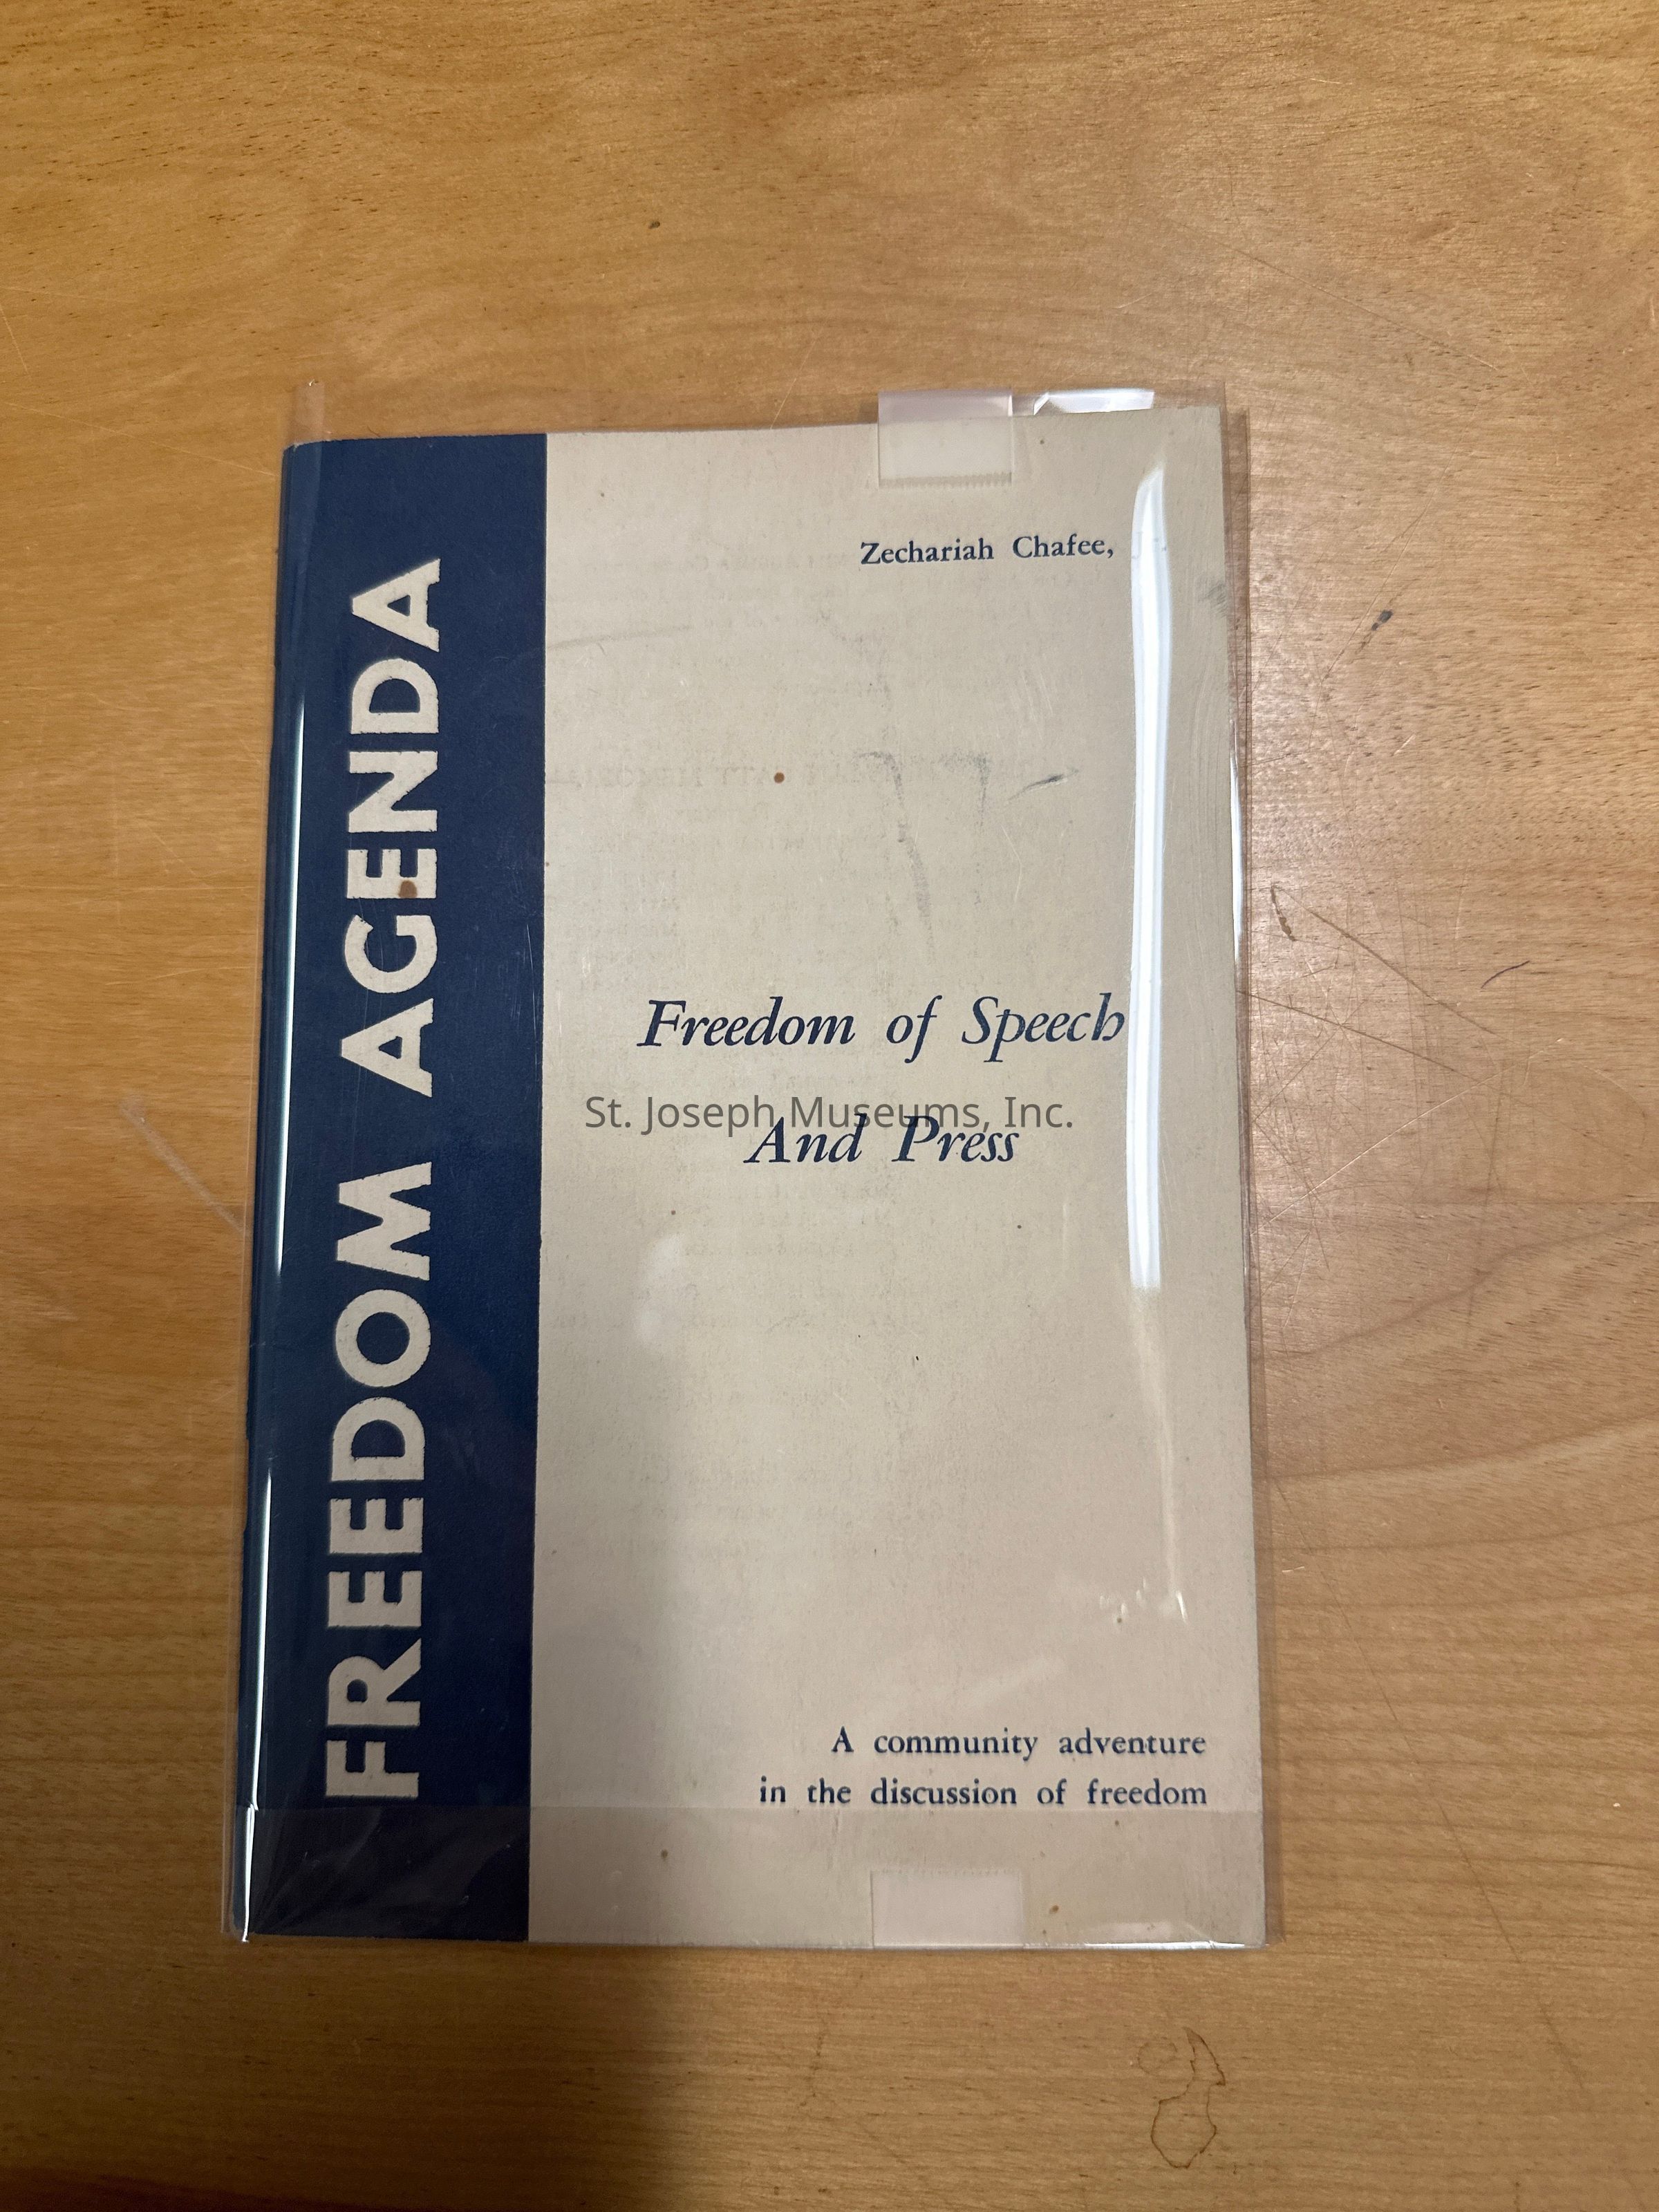 FREEDOM AGENDA
Zechariah Chafee,
Freedom of Speech
St. Joseph Museums, Inc.
And Press
A community adventure
in the discussion of freedom